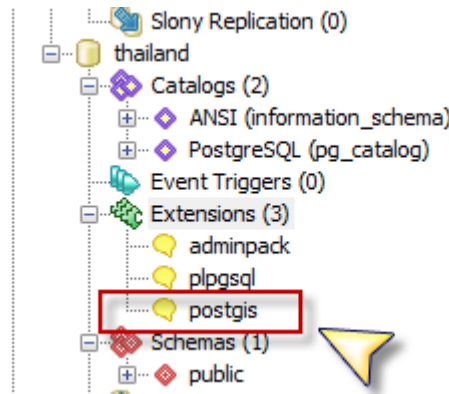 Slony Replication (0)
thailand
Catalogs (2)
ANSI (information_schema)
PostgreSQL (pg_catalog)
Event Triggers (0)
Extensions (3)
adminpack
plpgsql
postgis
Schemas (1)
public